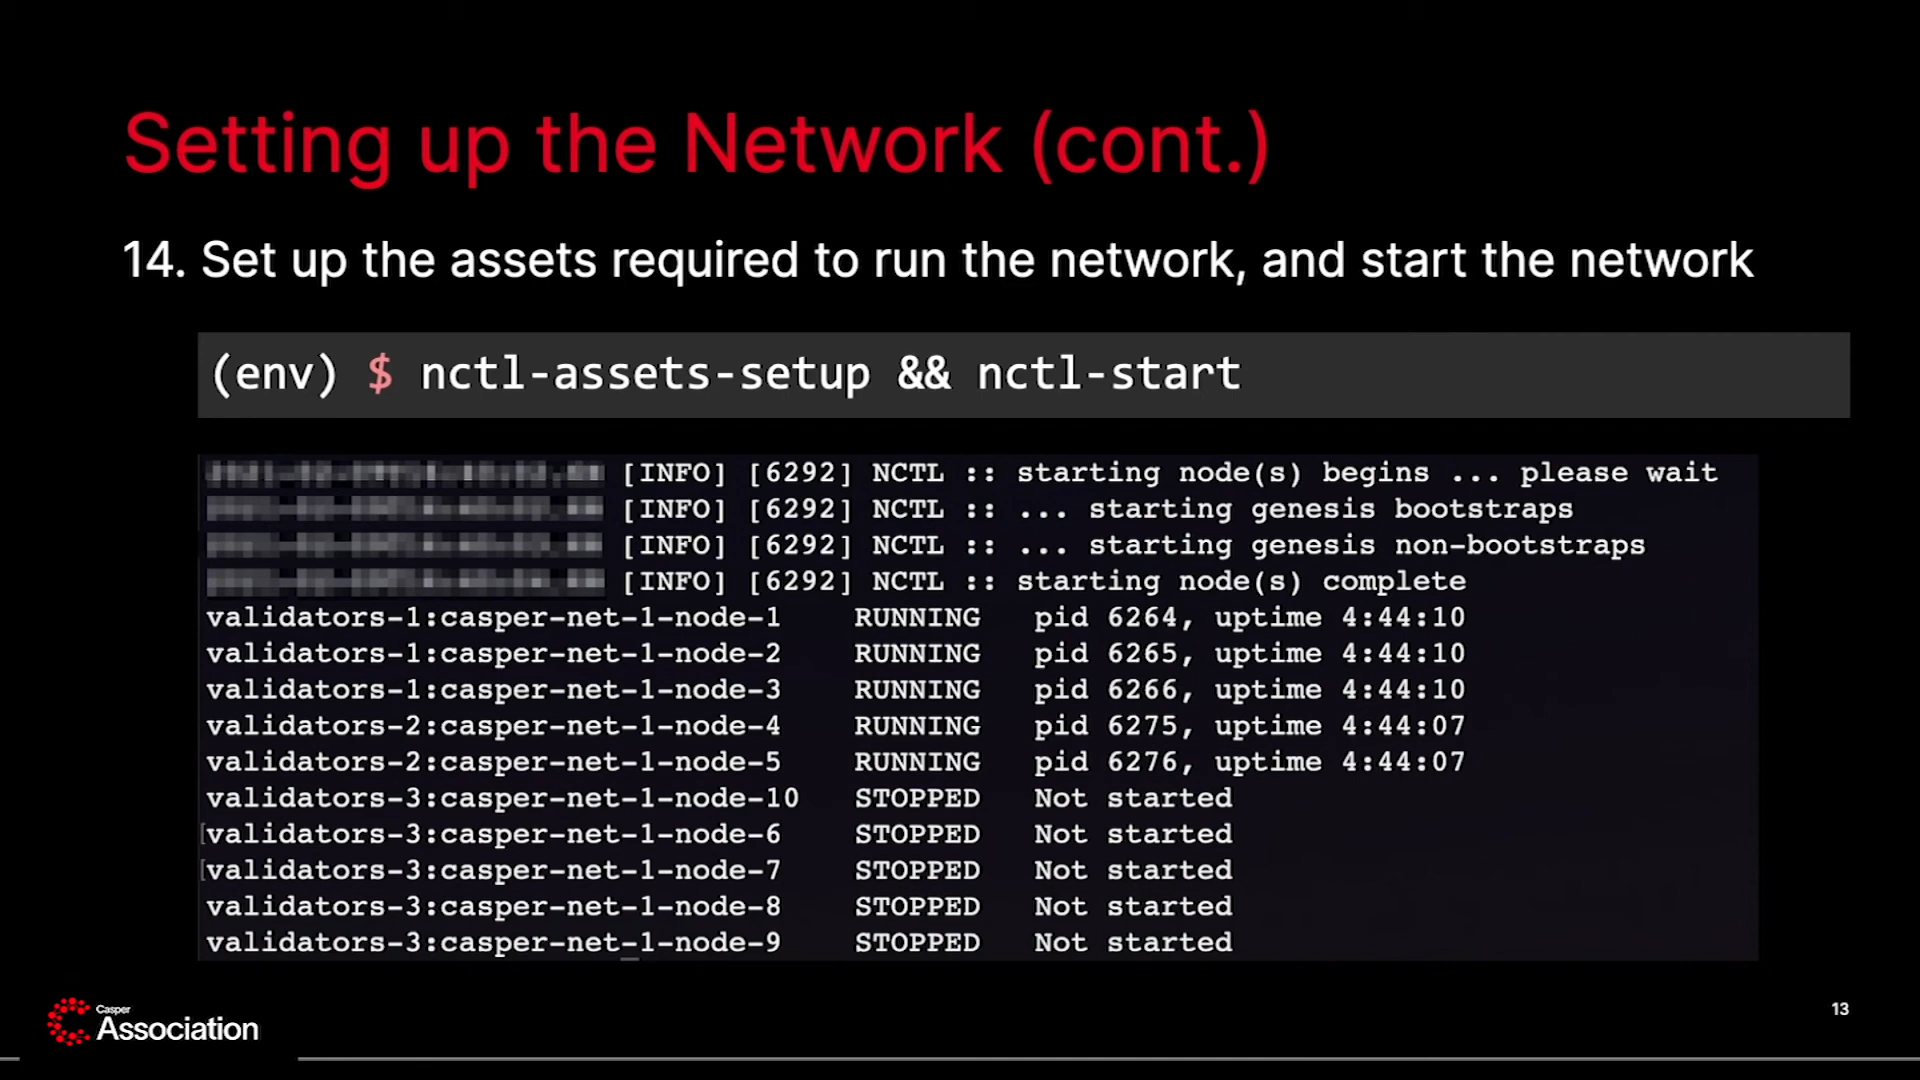 Setting up the Network (cont.)
14. Set up the assets required to run the network, and start the network
(env) $ nctl-assets-setup && nctl-start
[INFO] [6292] NCTL :: starting node(s) begins ... please wait
[INFO] [6292] NCTL :: ... starting genesis bootstraps
[INFO] [6292] NCTL :: ... starting genesis non-bootstraps
[INFO] [6292] NCTL :: starting node(s) complete
validators-1:casper-net-1-node-1 RUNNING pid 6264, uptime 4:44:10
validators-1:casper-net-1-node-2 RUNNING pid 6265, uptime 4:44:10
validators-1:casper-net-1-node-3 RUNNING pid 6266, uptime 4:44:10
validators-2:casper-net-1-node-4 RUNNING pid 6275, uptime 4:44:07
validators-2:casper-net-1-node-5 RUNNING pid 6276, uptime 4:44:07
validators-3:casper-net-1-node-10 STOPPED Not started
validators-3:casper-net-1-node-6 STOPPED Not started
validators-3:casper-net-1-node-7 STOPPED Not started
validators-3:casper-net-1-node-8 STOPPED Not started
validators-3:casper-net-1-node-9 STOPPED Not started
Casper
Association
13